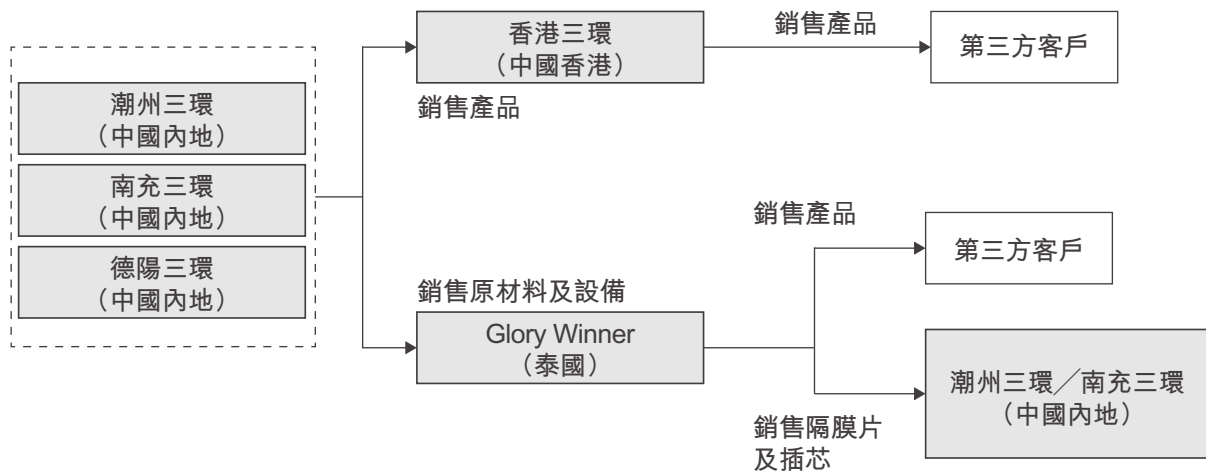 潮州三環
（中國內地）
南充三環
（中國內地）
德陽三環
（中國內地）
香港三環
（中國香港）
銷售產品
銷售產品
第三方客戶
銷售原材料及設備
Glory Winner
（泰國）
銷售產品
第三方客戶
潮州三環╱南充三環
（中國內地）
銷售隔膜片
及插芯